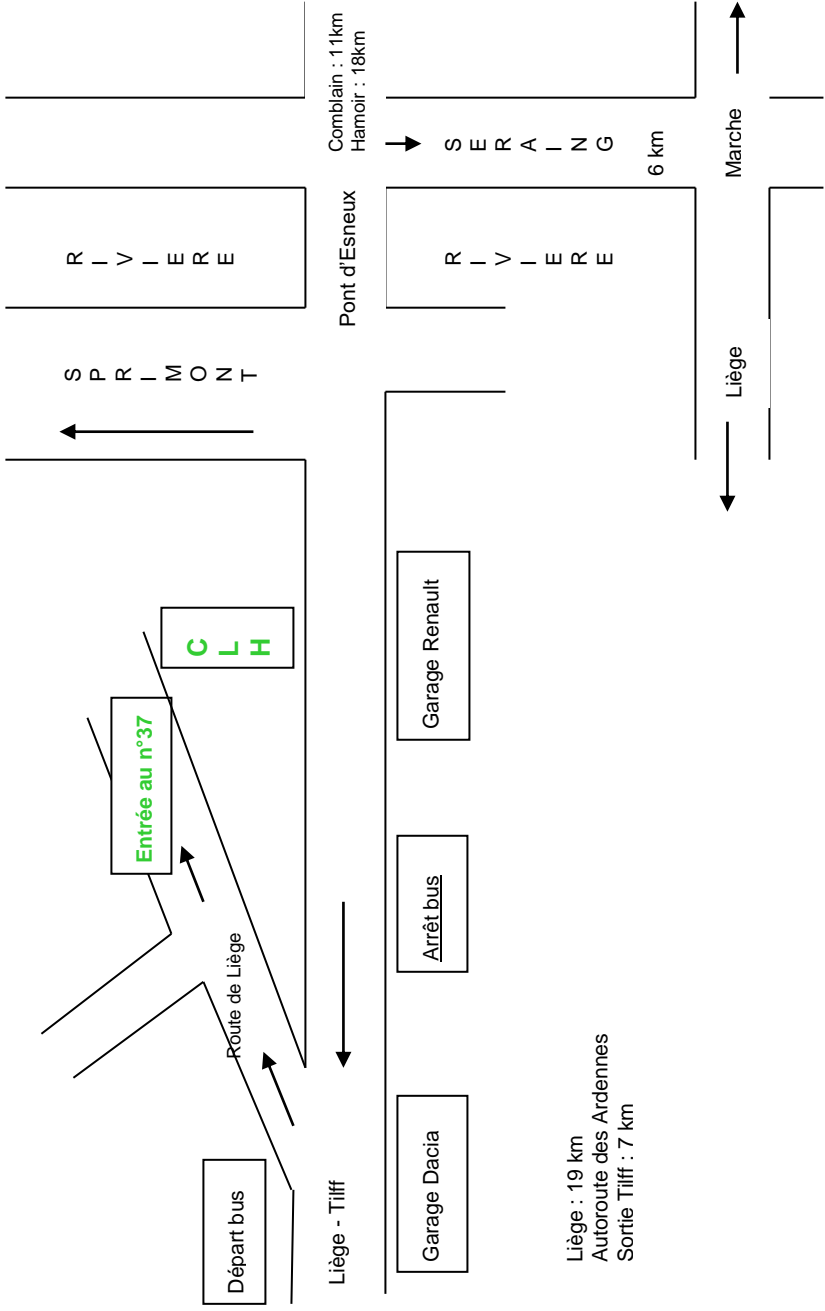 SPRIMONT
RIVIERE
Entrée au n°37
CLH
Départ bus
Route de Liège
Liège - Tilff
Pont d'Esneux
Comblain : 11km
Hamoir : 18km
Garage Dacia
Arrêt bus
Garage Renault
RIVIERE
SERAING
6 km
Liège : 19 km
Autoroute des Ardennes
Sortie Tilff : 7 km
Liège
Marche